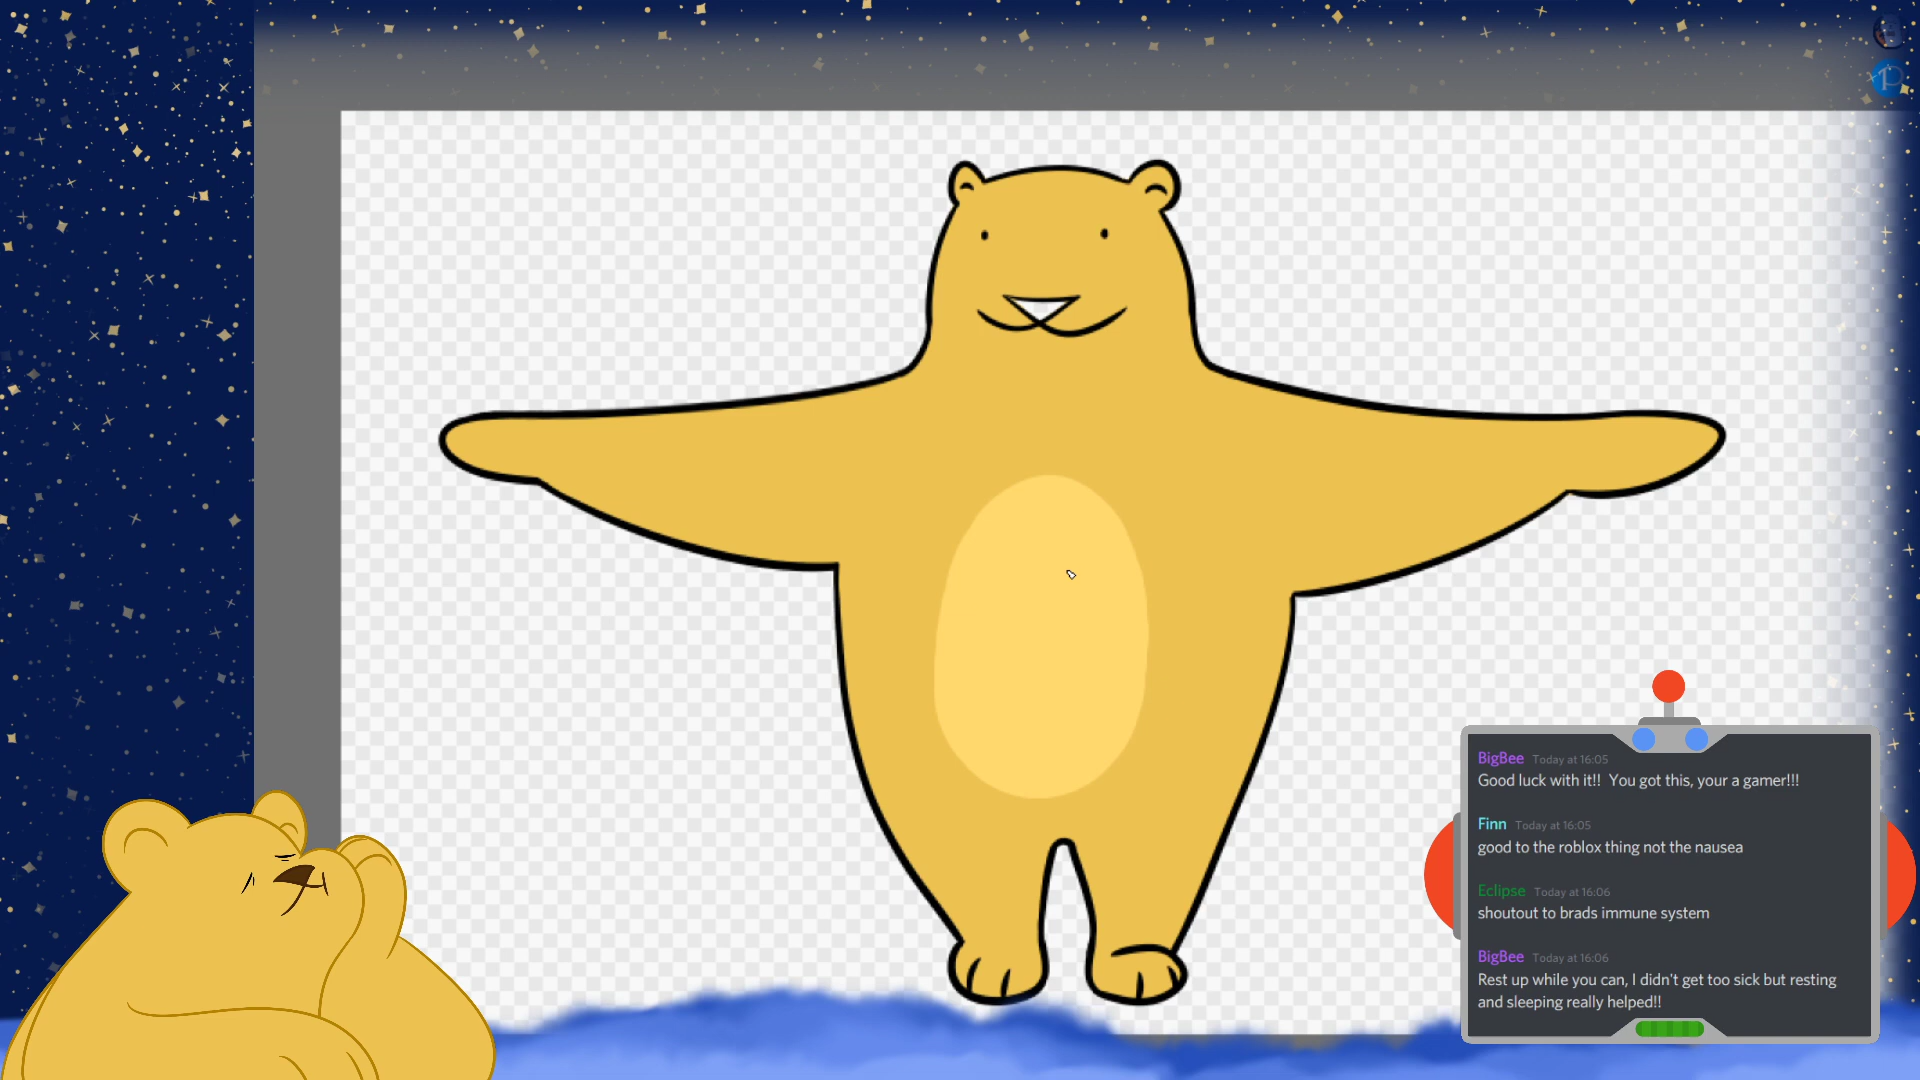 BigBee Today at 16:05
Good luck with it!! You got this, your a gamer!!!
Finn Today at 16:05
good to the roblox thing not the nausea
Eclipse Today at 16:06
shoutout to brads immune system
BigBee Today at 16:06
Rest up while you can, I didn't get too sick but resting
and sleeping really helped!!